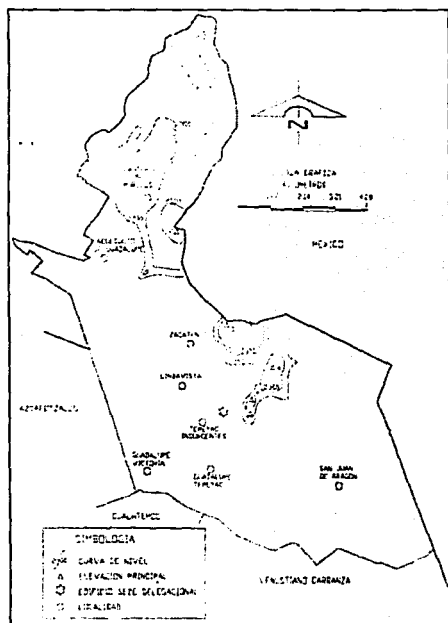 N
MEXICO
ZACATEN
LINDAVISTA
TEPEYAC
INSURGENTES
GUADALUPE
VICTORIA
GUADALUPE
TEPEYAC
SAN JUAN
DE ARAGON
AZCAPOTZALCO
CUAUHTEMOC
VENUSTIANO CARRANZA
SIMBOLOGIA
CURVA DE NIVEL
ELEVACION PRINCIPAL
EDIFICIO SEDE DELEGACIONAL
LOCALIDAD